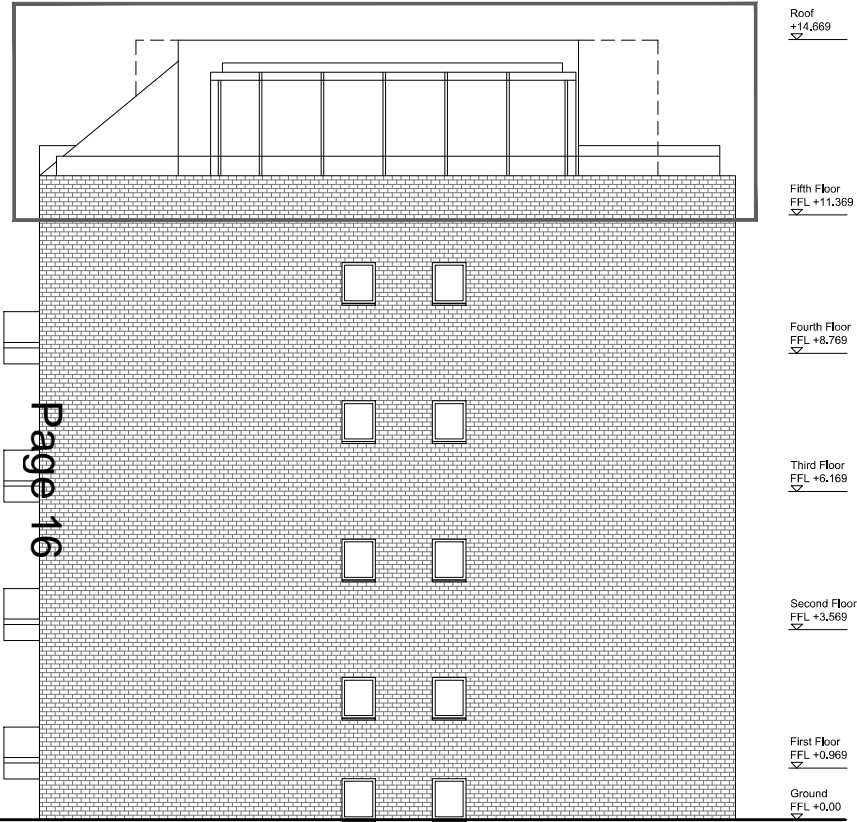 Roof
+14.669
Fifth Floor
FFL +11.369
Fourth Floor
FFL +8.769
Third Floor
FFL +6.169
Second Floor
FFL +3.569
First Floor
FFL +0.969
Ground
FFL +0.00
Page 16